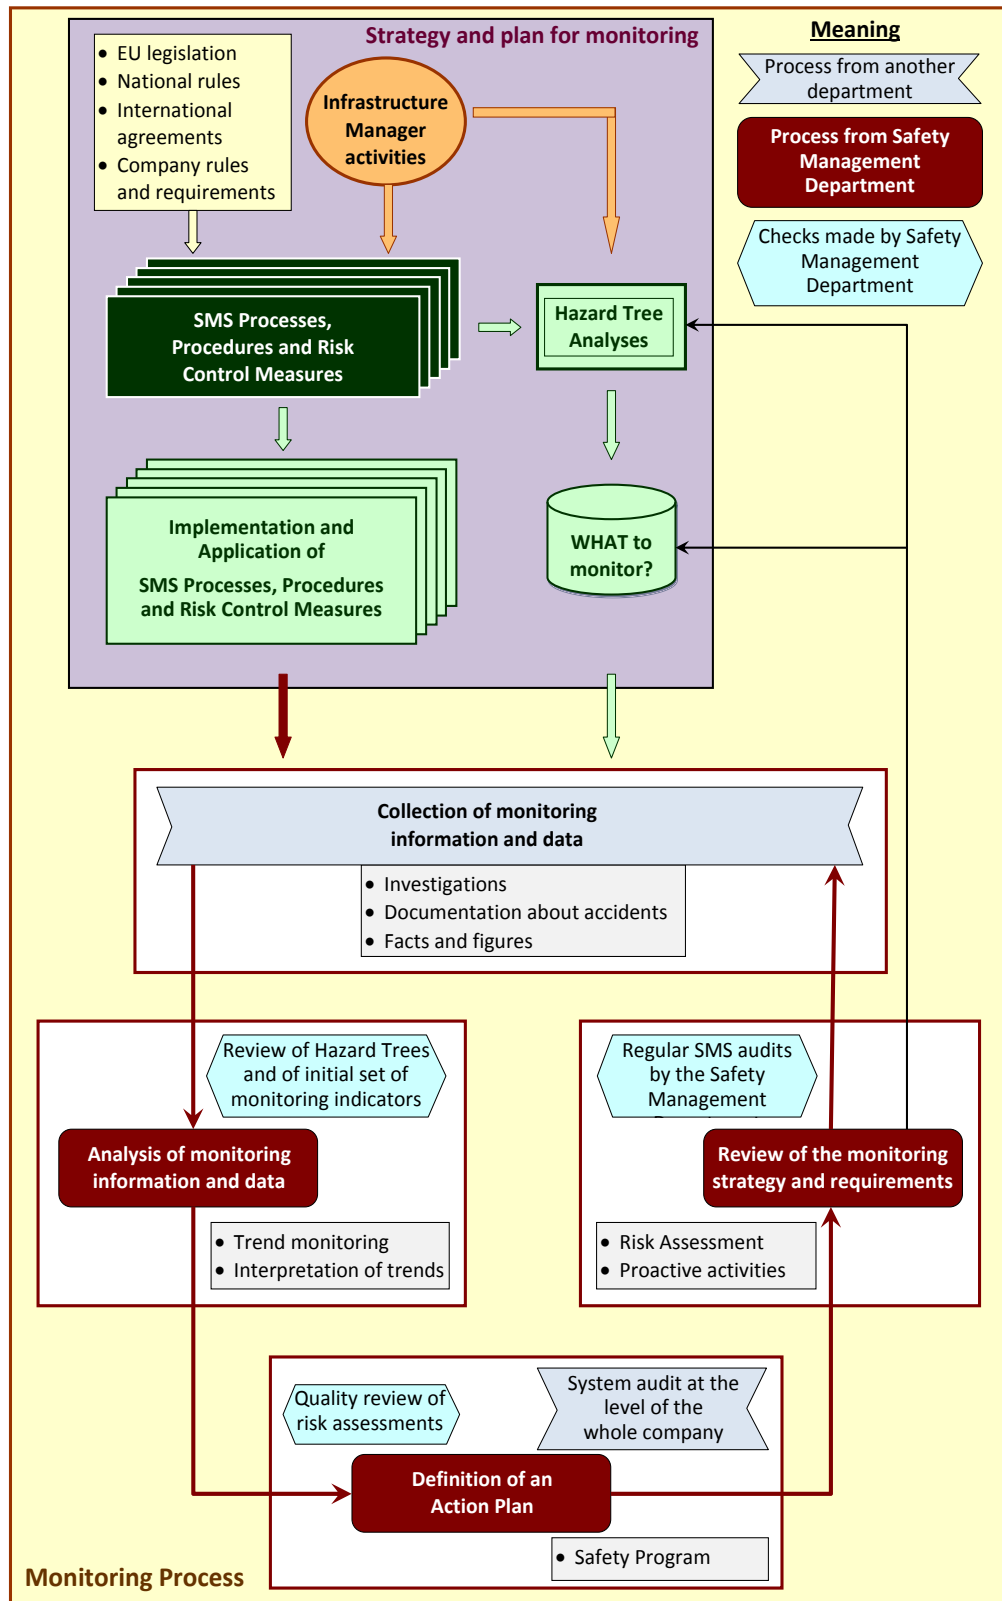 Strategy and plan for monitoring
• EU legislation
• National rules
• International
agreements
• Company rules
and requirements
Infrastructure
Manager
activities
Meaning
Process from another
department
Process from Safety
Management
Department
Checks made by Safety
Management
Department
SMS Processes,
Procedures and Risk
Control Measures
Hazard Tree
Analyses
Implementation and
Application of
SMS Processes, Procedures
and Risk Control Measures
WHAT to
monitor?
Collection of monitoring
information and data
• Investigations
• Documentation about accidents
• Facts and figures
Review of Hazard Trees
and of initial set of
monitoring indicators
Analysis of monitoring
information and data
• Trend monitoring
• Interpretation of trends
Regular SMS audits
by the Safety
Management
Review of the monitoring
strategy and requirements
• Risk Assessment
• Proactive activities
Quality review of
risk assessments
System audit at the
level of the
whole company
Definition of an
Action Plan
• Safety Program
Monitoring Process